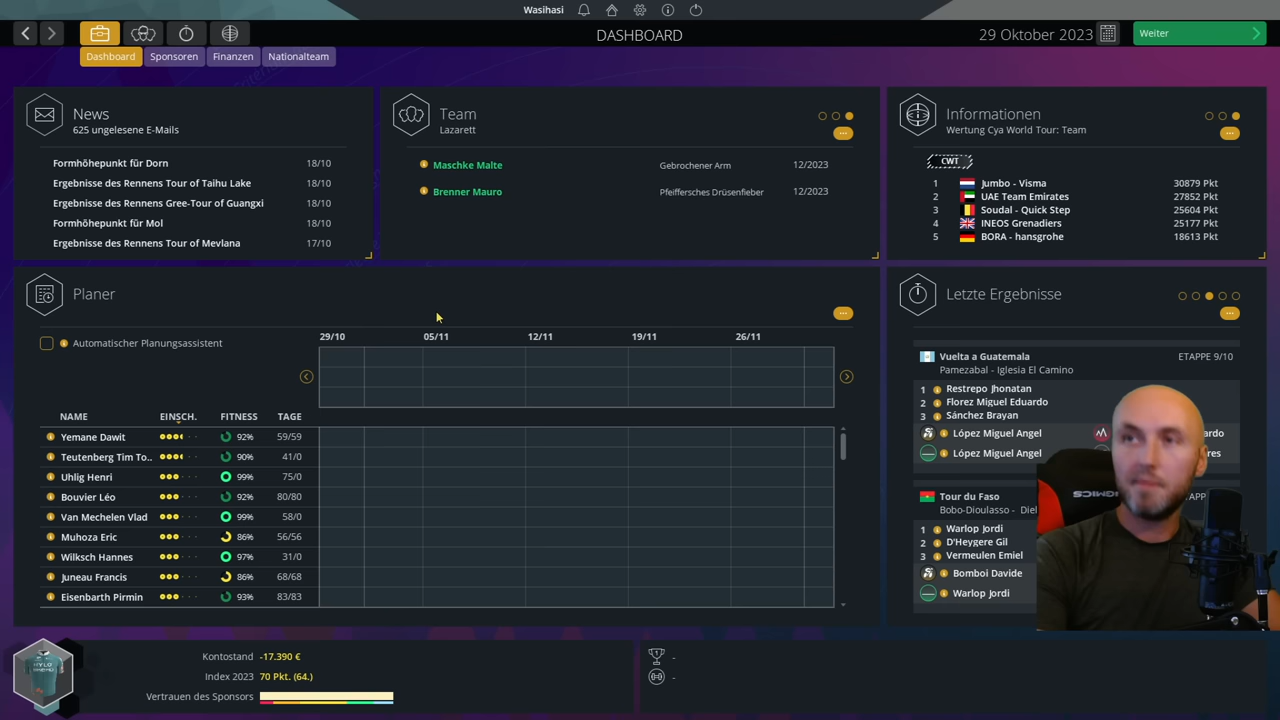 Wasihasi
DASHBOARD
29 Oktober 2023
Weiter
Dashboard
Sponsoren
Finanzen
Nationalteam
News
625 ungelesene E-Mails
Formhöhepunkt für Dorn 18/10
Ergebnisse des Rennens Tour of Taihu Lake 18/10
Ergebnisse des Rennens Gree-Tour of Guangxi 18/10
Formhöhepunkt für Mol 18/10
Ergebnisse des Rennens Tour of Mevlana 17/10
Team
Lazarett
Maschke Malte Gebrochener Arm 12/2023
Brenner Mauro Pfeiffersches Drüsenfieber 12/2023
Informationen
Wertung Cya World Tour: Team
CWT
1 Jumbo - Visma 30879 Pkt
2 UAE Team Emirates 27852 Pkt
3 Soudal - Quick Step 25604 Pkt
4 INEOS Grenadiers 25177 Pkt
5 BORA - hansgrohe 18613 Pkt
Planer
Automatischer Planungsassistent
29/10 05/11 12/11 19/11 26/11
NAME EINSCH. FITNESS TAGE
Yemane Dawit 92% 59/59
Teutenberg Tim To.. 90% 41/0
Uhlig Henri 99% 75/0
Bouvier Léo 92% 80/80
Van Mechelen Vlad 99% 58/0
Muhoza Eric 86% 56/56
Wilksch Hannes 97% 31/0
Juneau Francis 86% 68/68
Eisenbarth Pirmin 93% 83/83
Letzte Ergebnisse
Vuelta a Guatemala ETAPPE 9/10
Pamezabal - Iglesia El Camino
1 Restrepo Jhonatan
2 Florez Miguel Eduardo
3 Sánchez Brayan
López Miguel Angel
López Miguel Angel
Tour du Faso
Bobo-Dioulasso -
1 Warlop Jordi
2 D'Heygere Gil
3 Vermeulen Emiel
Bomboi Davide
Warlop Jordi
Kontostand -17.390 €
Index 2023 70 Pkt. (64.)
Vertrauen des Sponsors
-
-